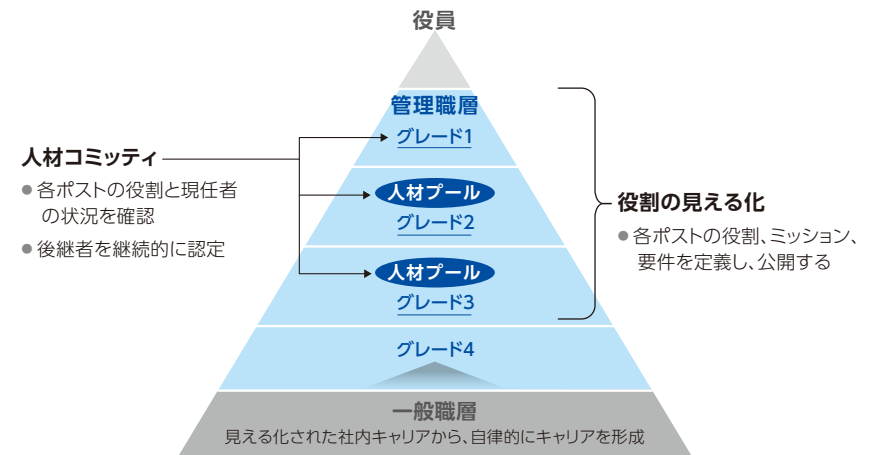 役員
管理職層
グレード1
人材プール
グレード2
人材プール
グレード3
グレード4
一般職層
見える化された社内キャリアから、自律的にキャリアを形成
人材コミッティ
●各ポストの役割と現任者
の状況を確認
●後継者を継続的に認定
役割の見える化
●各ポストの役割、ミッション、
要件を定義し、公開する